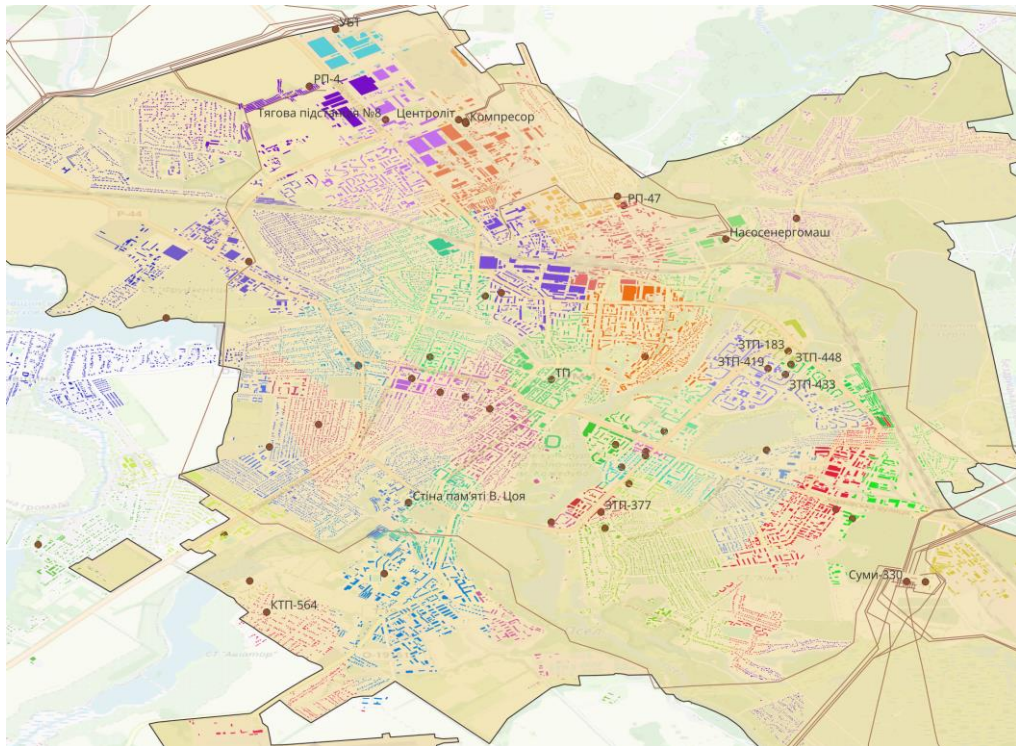 УБТ
РП-4
Тягова підстанція №8
Центроліт
Компресор
РП-47
Р-44
Насосенергомаш
ЗТП-183
ЗТП-448
ЗТП-419
ТП
ЗТП-433
Стіна пам'яті В. Цоя
ЗТП-377
Суми-330
КТП-564